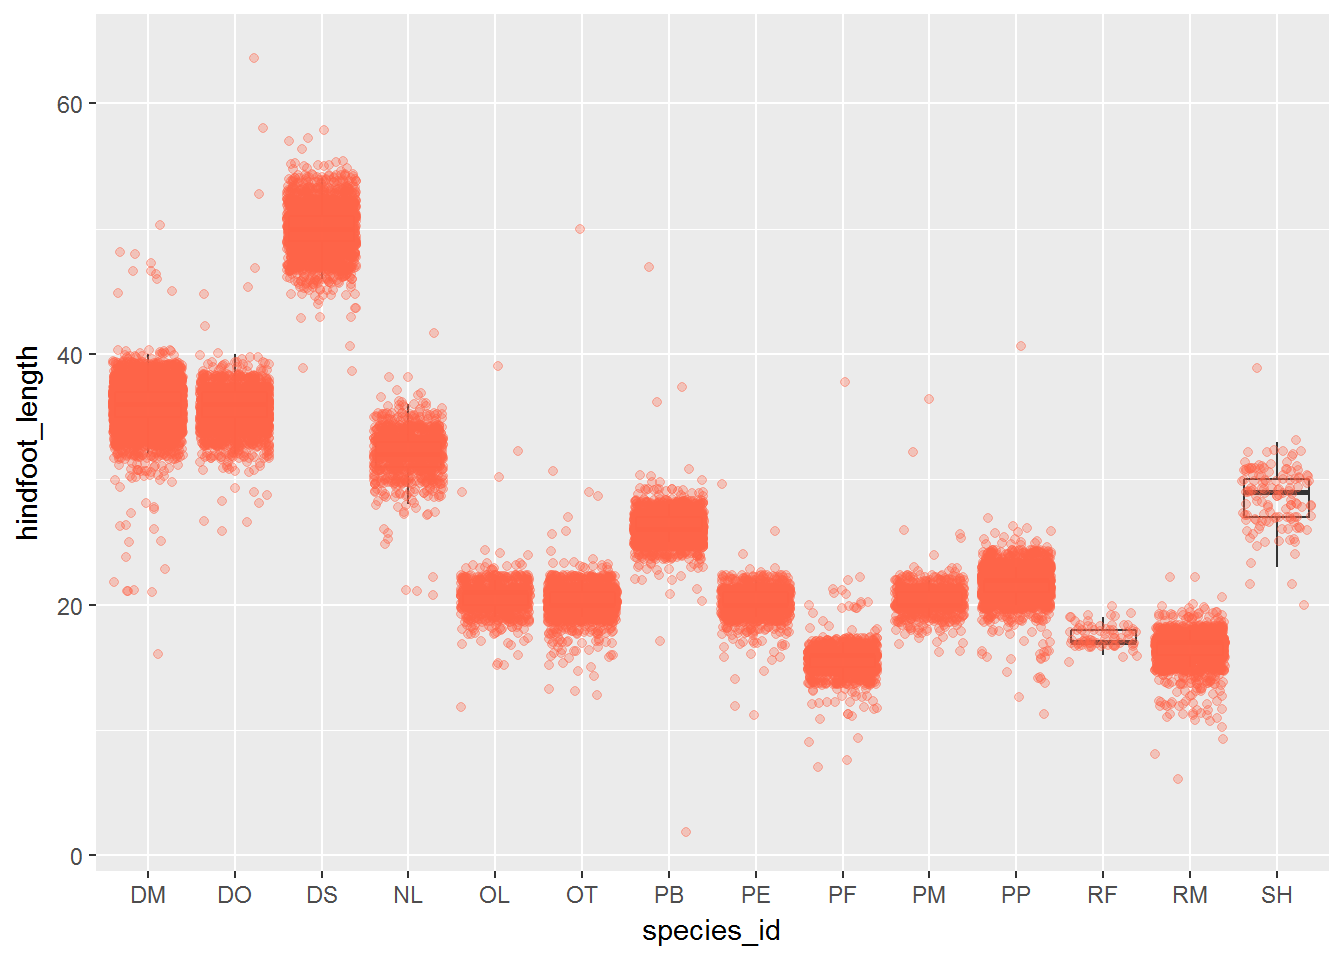 hindfoot_length
60
40
20
0
DM DO DS NL OL OT PB PE PF PM PP RF RM SH
species_id